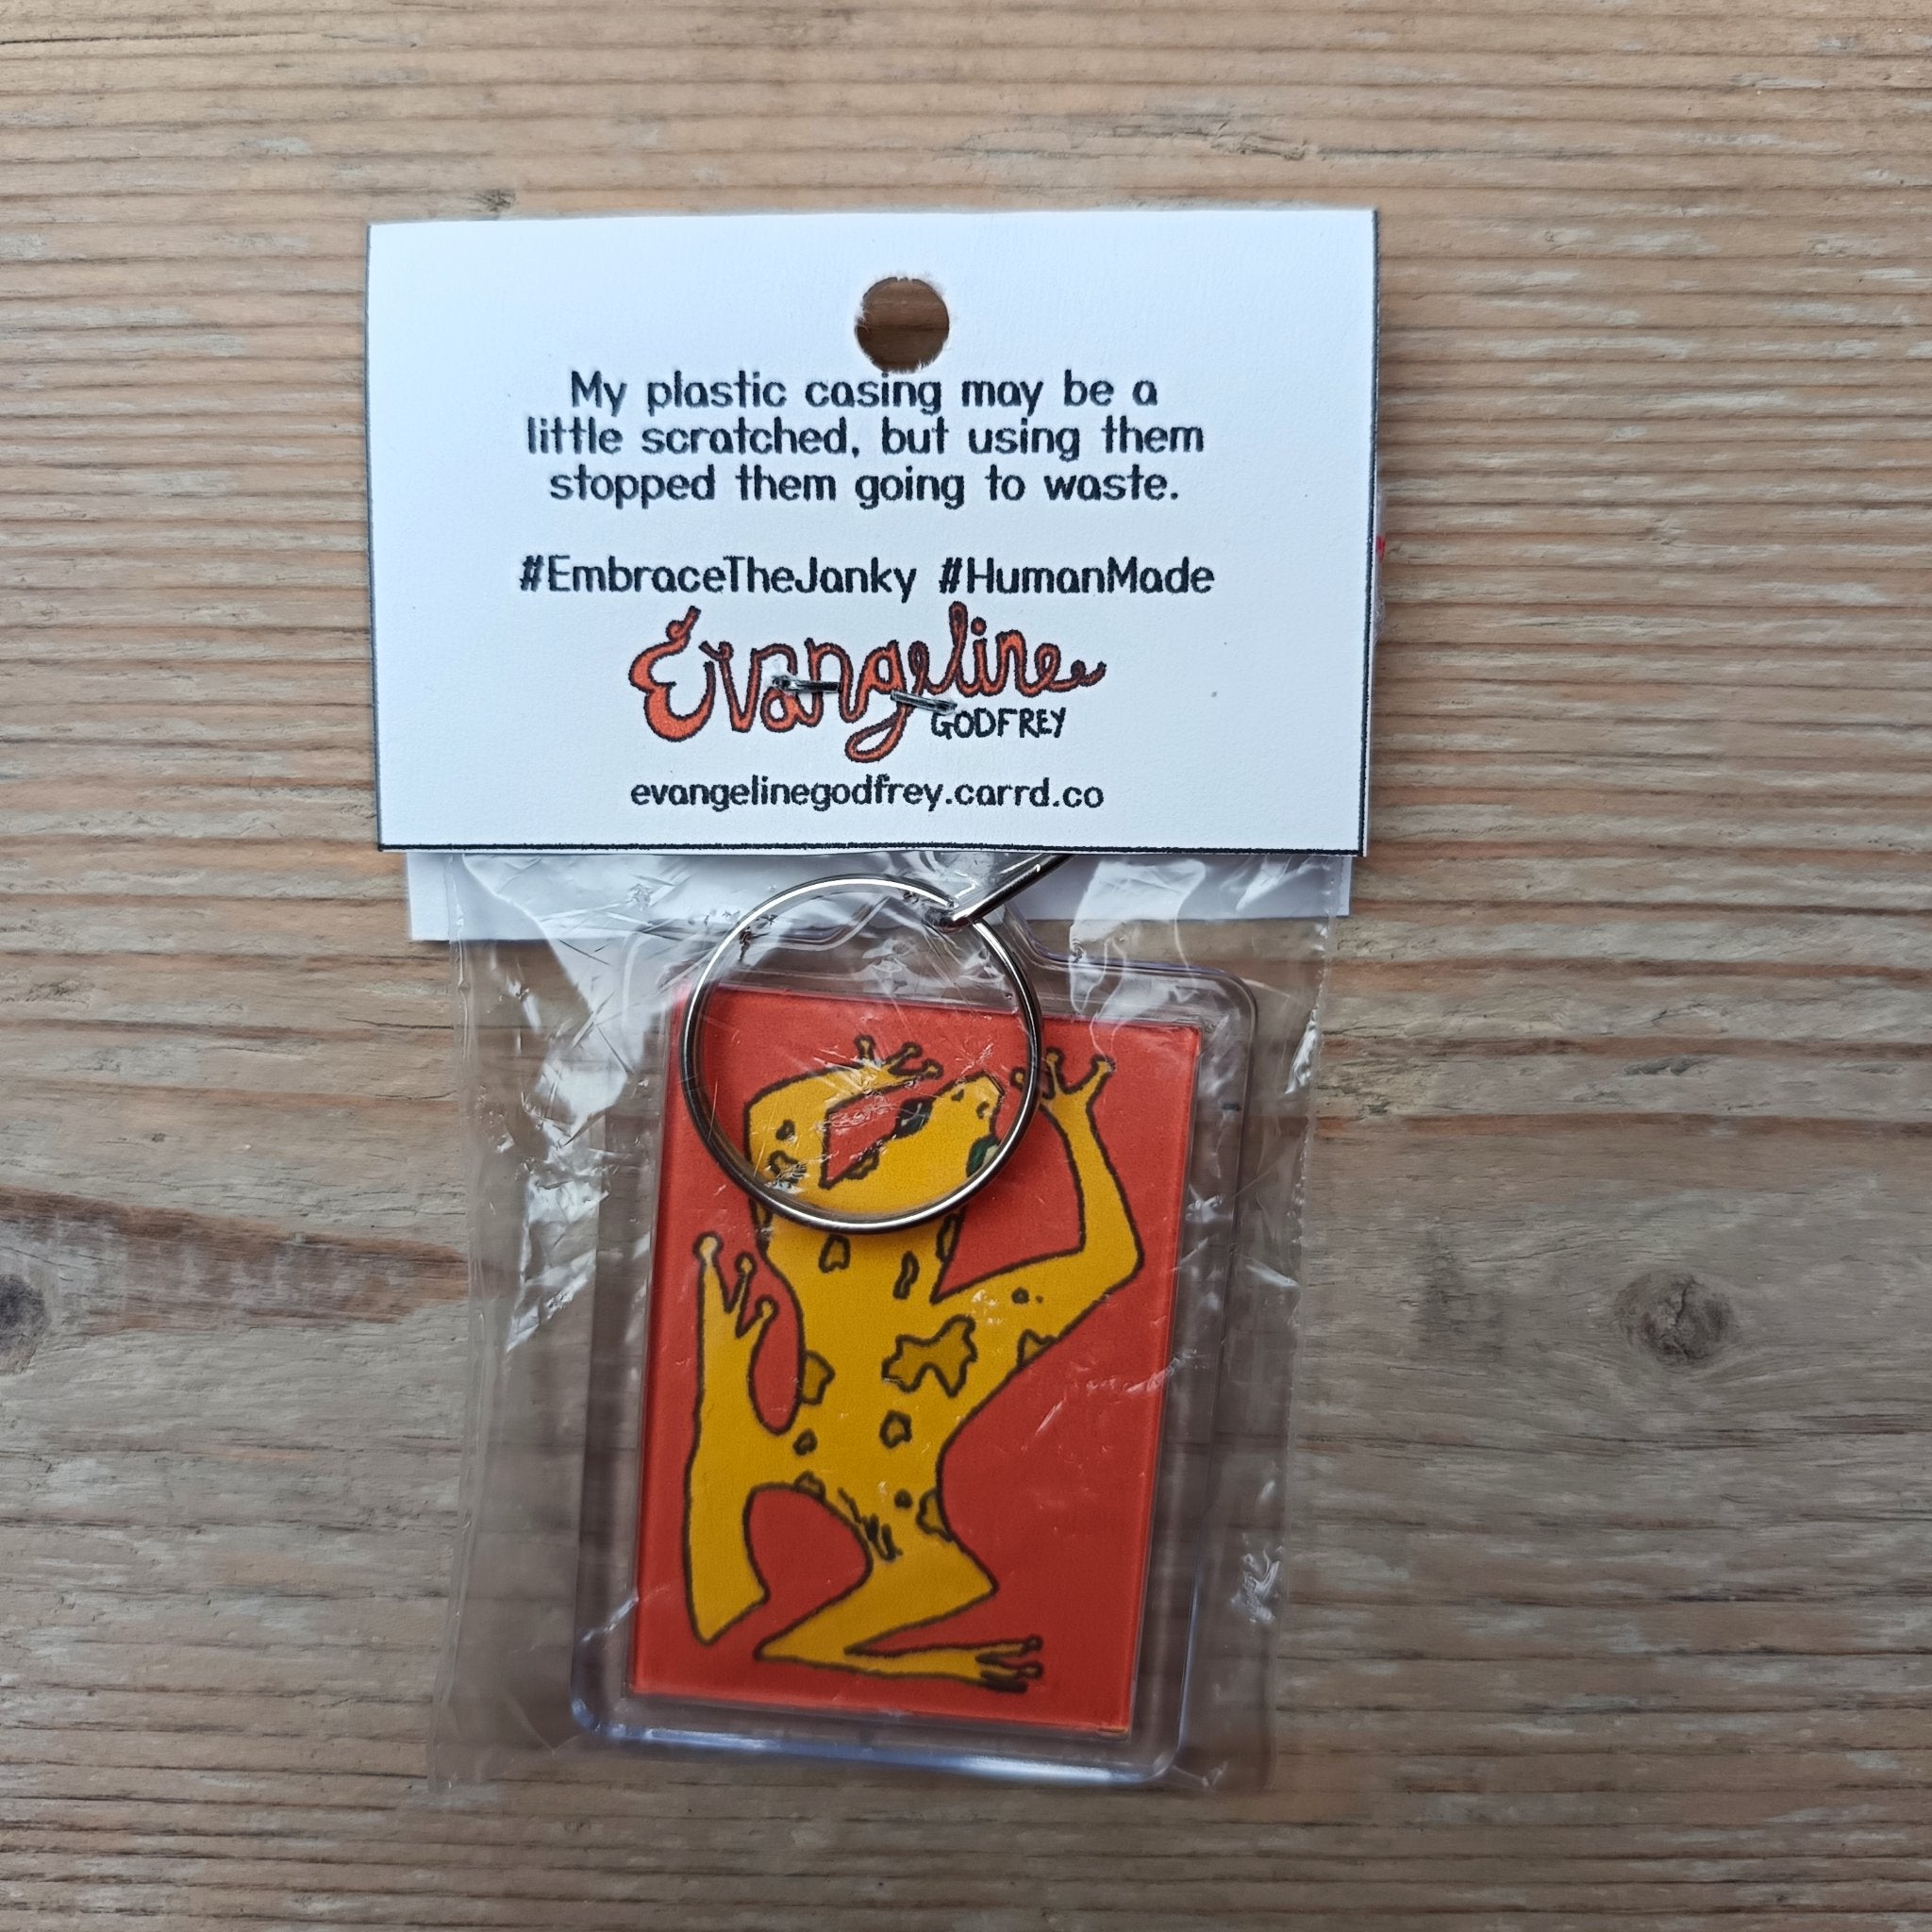 My plastic casing may be a
little scratched, but using them
stopped them going to waste.
#EmbraceTheJanky #HumanMade
Evangeline
GODFREY
evangelinegodfrey.carrd.co